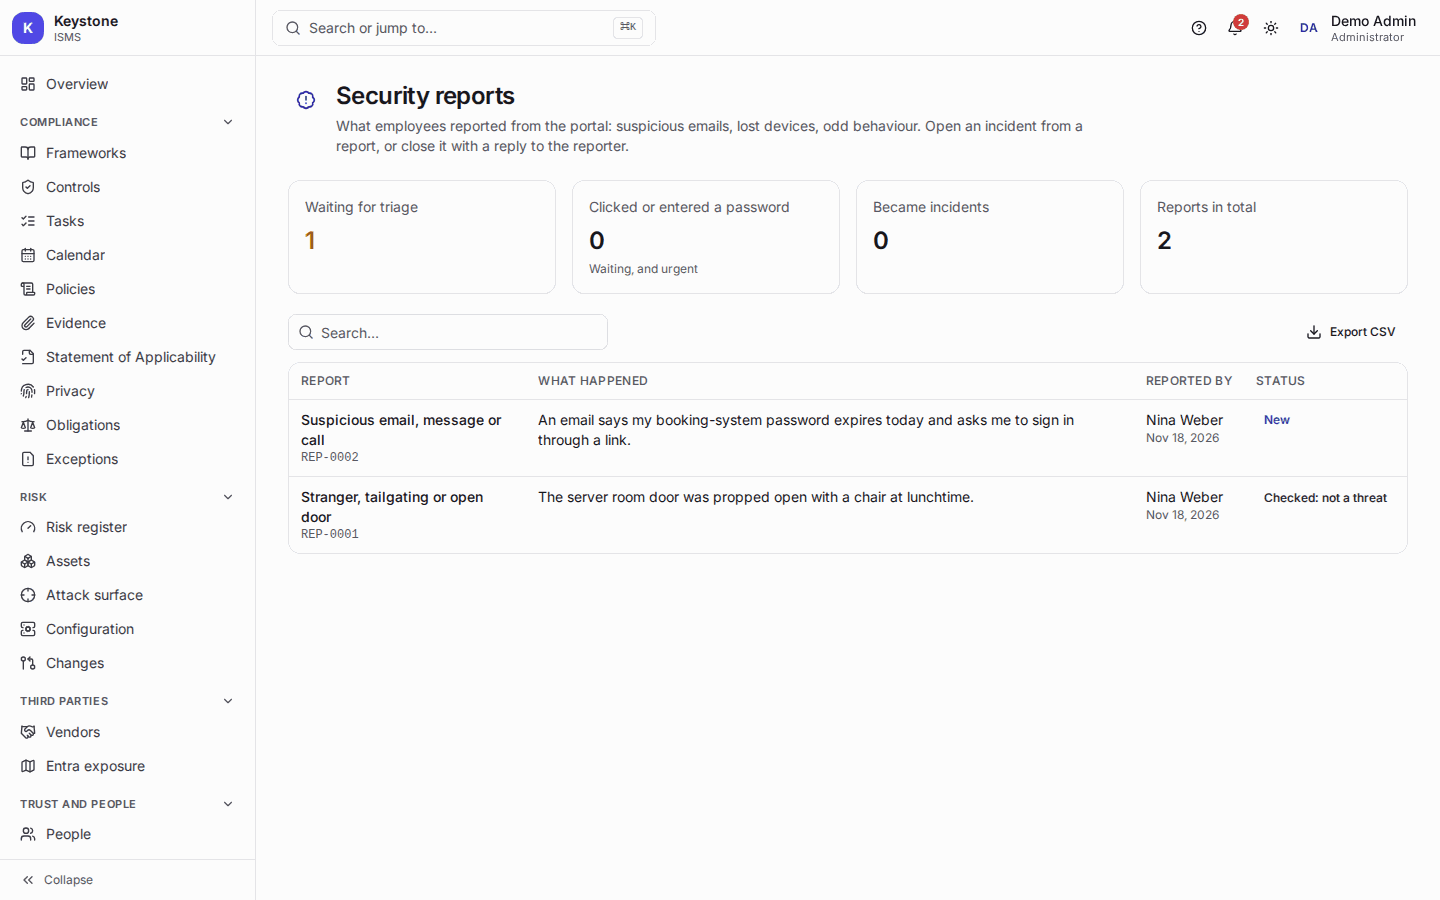 K
Keystone
ISMS
Search or jump to...
⌘K
2
DA
Demo Admin
Administrator
Overview
COMPLIANCE
Frameworks
Controls
Tasks
Calendar
Policies
Evidence
Statement of Applicability
Privacy
Obligations
Exceptions
RISK
Risk register
Assets
Attack surface
Configuration
Changes
THIRD PARTIES
Vendors
Entra exposure
TRUST AND PEOPLE
People
Collapse
Security reports
What employees reported from the portal: suspicious emails, lost devices, odd behaviour. Open an incident from a
report, or close it with a reply to the reporter.
Waiting for triage
1
Clicked or entered a password
0
Waiting, and urgent
Became incidents
0
Reports in total
2
Search...
Export CSV
REPORT WHAT HAPPENED REPORTED BY STATUS
Suspicious email, message or
call
REP-0002
An email says my booking-system password expires today and asks me to sign in
through a link.
Nina Weber
Nov 18, 2026
New
Stranger, tailgating or open
door
REP-0001
The server room door was propped open with a chair at lunchtime.
Nina Weber
Nov 18, 2026
Checked: not a threat